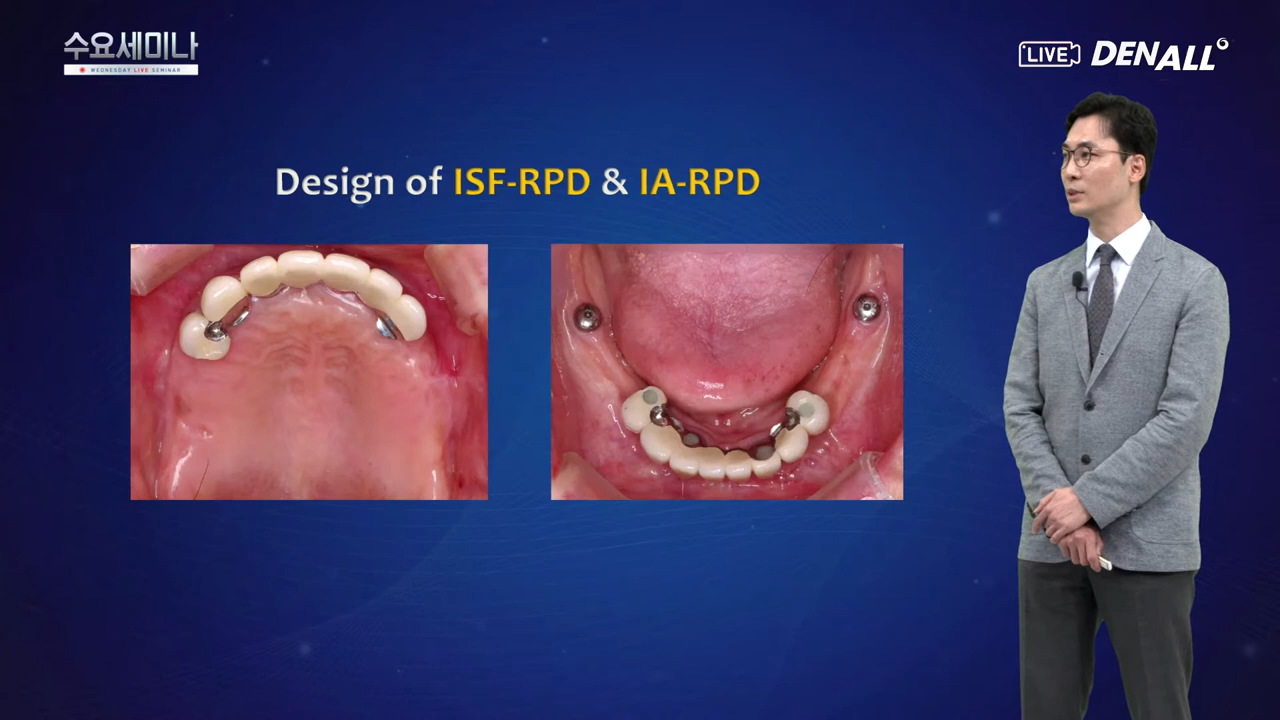 수요세미나
WEDNESDAY LIVE SEMINAR
LIVE DENALL
Design of ISF-RPD & IA-RPD